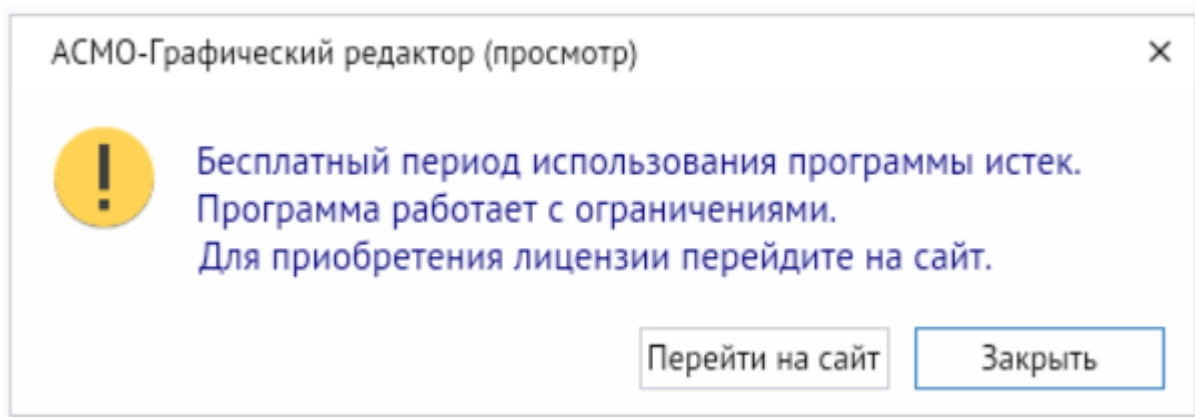 АСМО-Графический редактор (просмотр)
Бесплатный период использования программы истек.
Программа работает с ограничениями.
Для приобретения лицензии перейдите на сайт.
Перейти на сайт
Закрыть